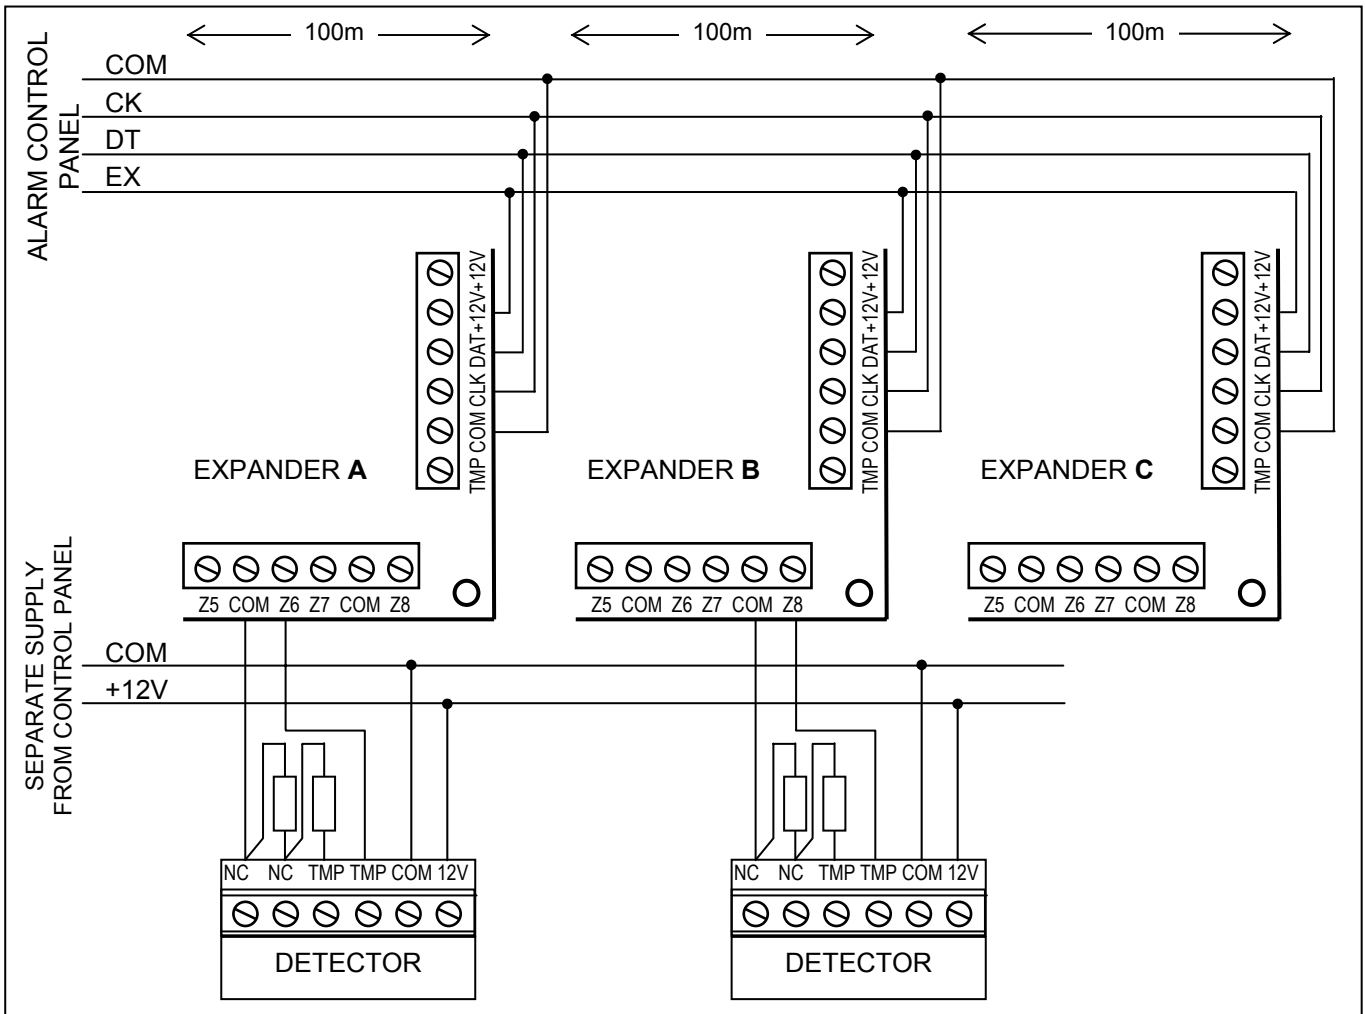 100m 100m 100m
ALARM CONTROL
PANEL
COM
CK
DT
EX
TMP COM CLK DAT+12V+12V
TMP COM CLK DAT+12V+12V
TMP COM CLK DAT+12V+12V
EXPANDER A
EXPANDER B
EXPANDER C
Z5 COM Z6 Z7 COM Z8
Z5 COM Z6 Z7 COM Z8
Z5 COM Z6 Z7 COM Z8
SEPARATE SUPPLY
FROM CONTROL PANEL
COM
+12V
NC NC TMP TMP COM 12V
NC NC TMP TMP COM 12V
DETECTOR
DETECTOR